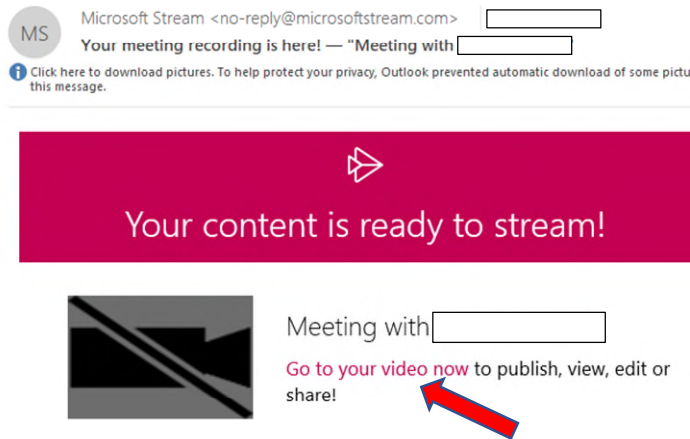 MS
Microsoft Stream <no-reply@microsoftstream.com>
Your meeting recording is here! — "Meeting with
Click here to download pictures. To help protect your privacy, Outlook prevented automatic download of some pictu
this message.
Your content is ready to stream!
Meeting with
Go to your video now to publish, view, edit or
share!